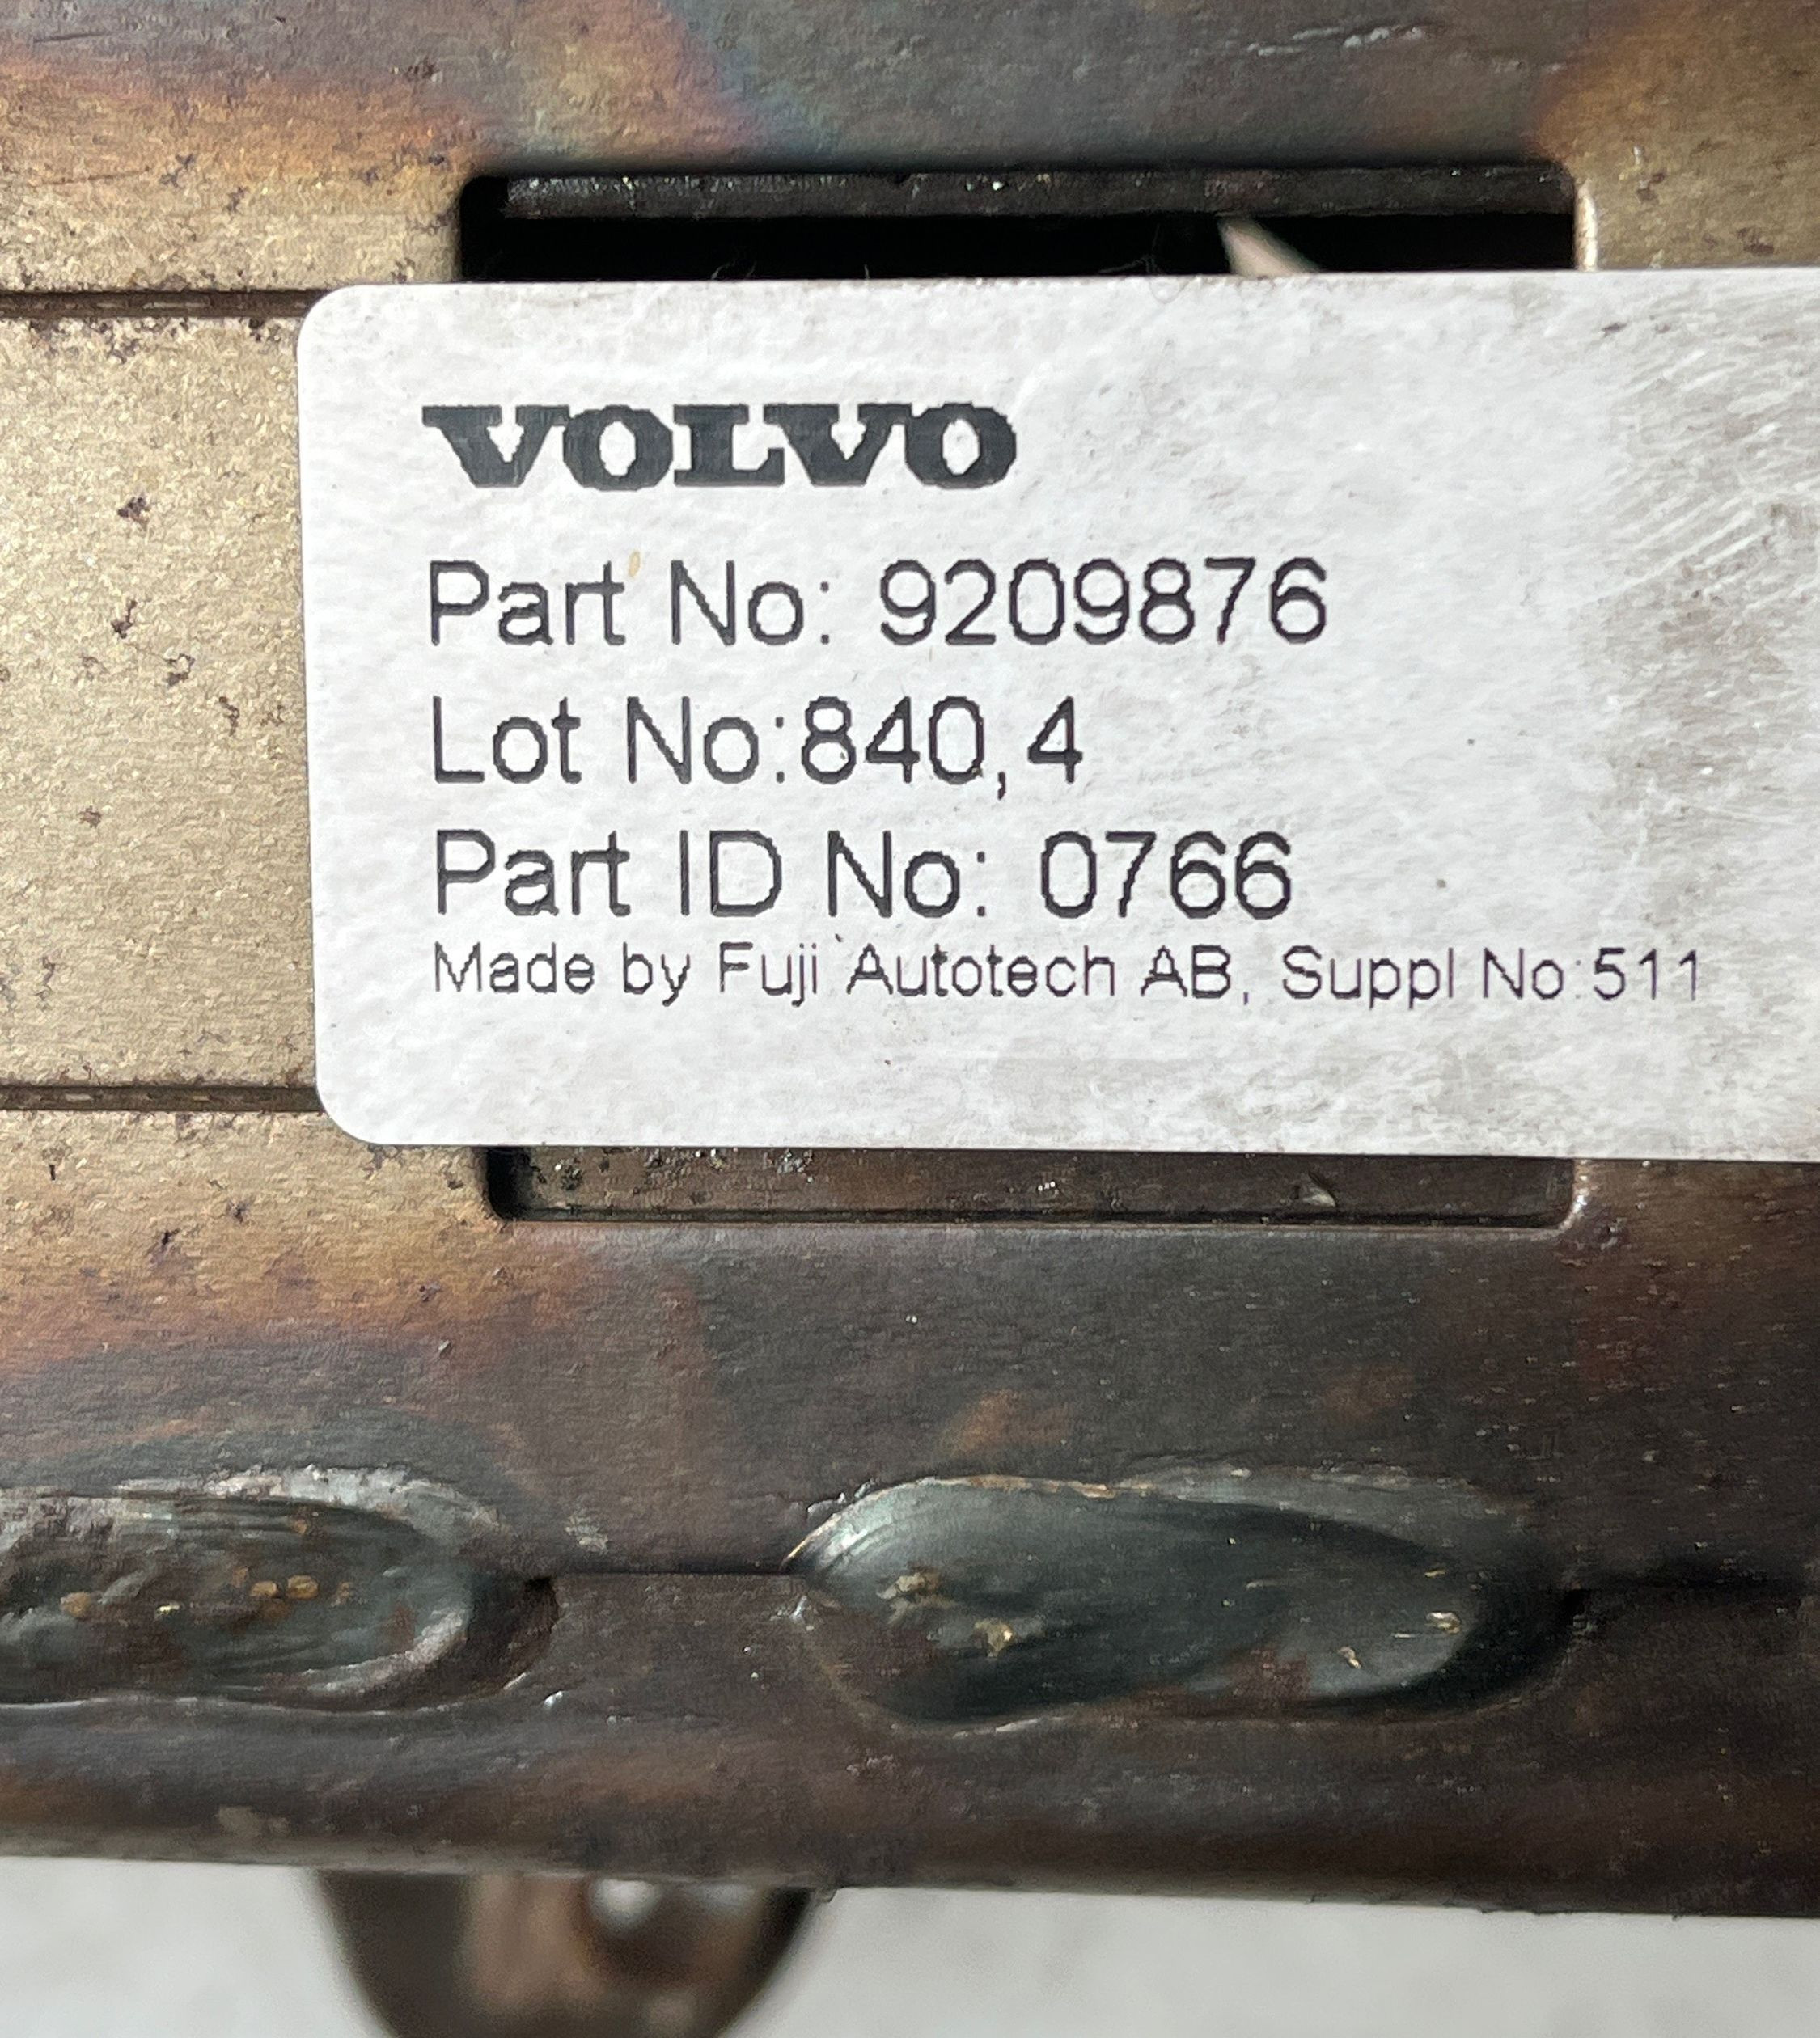 VOLVO
Part No: 9209876
Lot No:840,4
Part ID No: 0766
Made by Fuji Autotech AB, Suppl No:511